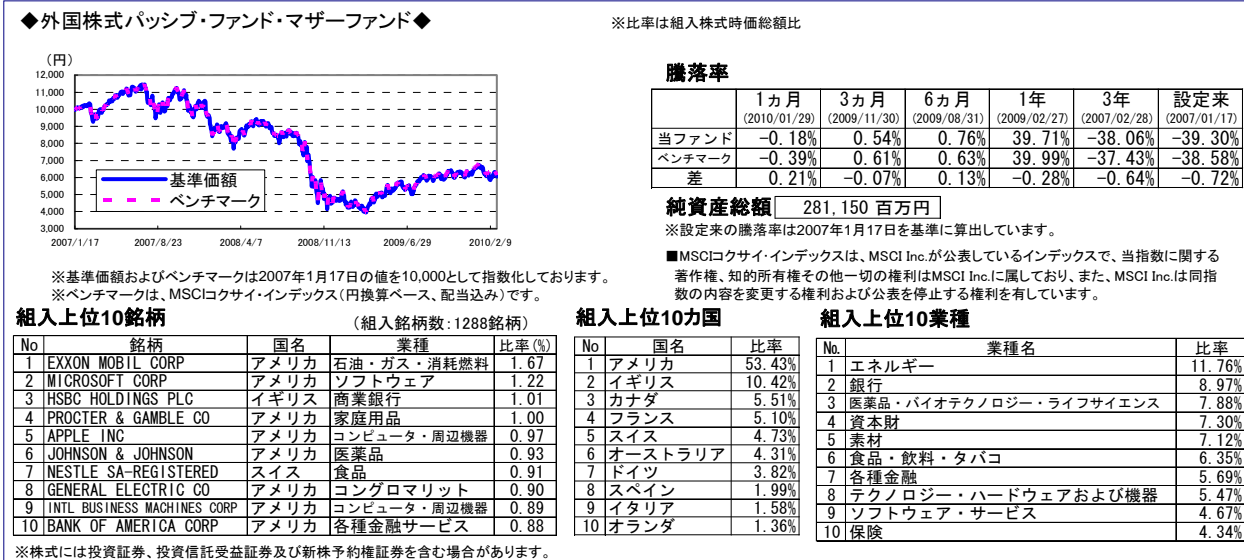 ◆外国株式パッシブ・ファンド・マザーファンド◆
※比率は組入株式時価総額比
(円)
12,000
11,000
10,000
9,000
8,000
7,000
6,000
5,000
4,000
3,000
基準価額
ベンチマーク
2007/1/17 2007/8/23 2008/4/7 2008/11/13 2009/6/29 2010/2/9
※基準価額およびベンチマークは2007年1月17日の値を10,000として指数化しております。
※ベンチマークは、MSCIコクサイ・インデックス(円換算ベース、配当込み)です。
騰落率
1ヵ月 3ヵ月 6ヵ月 1年 3年 設定来
(2010/01/29) (2009/11/30) (2009/08/31) (2009/02/27) (2007/02/28) (2007/01/17)
当ファンド -0.18% 0.54% 0.76% 39.71% -38.06% -39.30%
ベンチマーク -0.39% 0.61% 0.63% 39.99% -37.43% -38.58%
差 0.21% -0.07% 0.13% -0.28% -0.64% -0.72%
純資産総額 281,150 百万円
※設定来の騰落率は2007年1月17日を基準に算出しています。
■MSCIコクサイ・インデックスは、MSCI Inc.が公表しているインデックスで、当指数に関する
著作権、知的所有権その他一切の権利はMSCI Inc.に属しており、また、MSCI Inc.は同指
数の内容を変更する権利および公表を停止する権利を有しています。
組入上位10銘柄 (組入銘柄数:1288銘柄)
No 銘柄 国名 業種 比率(%)
1 EXXON MOBIL CORP アメリカ 石油・ガス・消耗燃料 1.67
2 MICROSOFT CORP アメリカ ソフトウェア 1.22
3 HSBC HOLDINGS PLC イギリス 商業銀行 1.01
4 PROCTER & GAMBLE CO アメリカ 家庭用品 1.00
5 APPLE INC アメリカ コンピュータ・周辺機器 0.97
6 JOHNSON & JOHNSON アメリカ 医薬品 0.93
7 NESTLE SA-REGISTERED スイス 食品 0.91
8 GENERAL ELECTRIC CO アメリカ コングロマリット 0.90
9 INTL BUSINESS MACHINES CORP アメリカ コンピュータ・周辺機器 0.89
10 BANK OF AMERICA CORP アメリカ 各種金融サービス 0.88
※株式には投資証券、投資信託受益証券及び新株予約権証券を含む場合があります。
組入上位10カ国
No 国名 比率
1 アメリカ 53.43%
2 イギリス 10.42%
3 カナダ 5.51%
4 フランス 5.10%
5 スイス 4.73%
6 オーストラリア 4.31%
7 ドイツ 3.82%
8 スペイン 1.99%
9 イタリア 1.58%
10 オランダ 1.36%
組入上位10業種
No. 業種名 比率
1 エネルギー 11.76%
2 銀行 8.97%
3 医薬品・バイオテクノロジー・ライフサイエンス 7.88%
4 資本財 7.30%
5 素材 7.12%
6 食品・飲料・タバコ 6.35%
7 各種金融 5.69%
8 テクノロジー・ハードウェアおよび機器 5.47%
9 ソフトウェア・サービス 4.67%
10 保険 4.34%